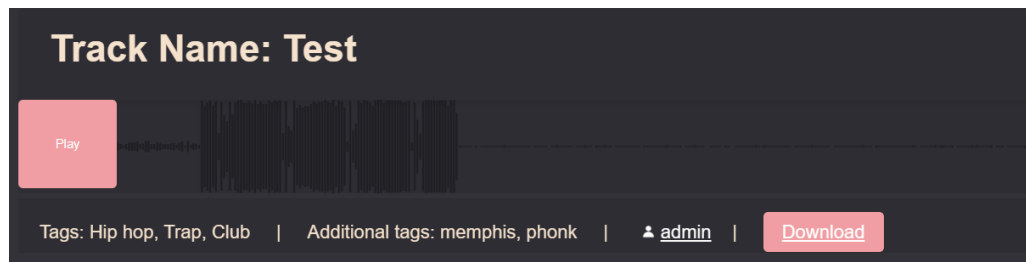 Track Name: Test
Play
Tags: Hip hop, Trap, Club | Additional tags: memphis, phonk | admin | Download